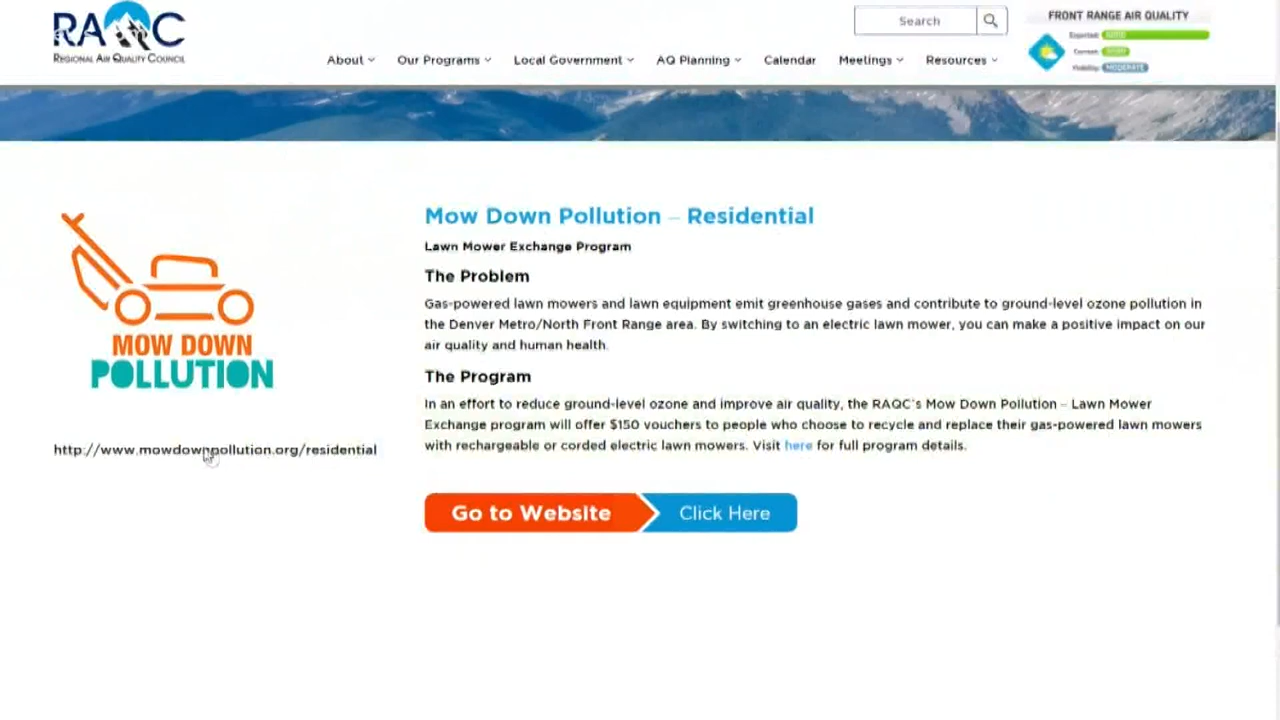 RAQC
REGIONAL AIR QUALITY COUNCIL
Search
FRONT RANGE AIR QUALITY
About
Our Programs
Local Government
AQ Planning
Calendar
Meetings
Resources
Current:
Visibility:
MODERATE
Mow Down Pollution – Residential
Lawn Mower Exchange Program
The Problem
Gas-powered lawn mowers and lawn equipment emit greenhouse gases and contribute to ground-level ozone pollution in
the Denver Metro/North Front Range area. By switching to an electric lawn mower, you can make a positive impact on our
air quality and human health.
MOW DOWN
POLLUTION
The Program
In an effort to reduce ground-level ozone and improve air quality, the RAQC's Mow Down Pollution – Lawn Mower
Exchange program will offer $150 vouchers to people who choose to recycle and replace their gas-powered lawn mowers
with rechargeable or corded electric lawn mowers. Visit here for full program details.
http://www.mowdownpollution.org/residential
Go to Website
Click Here